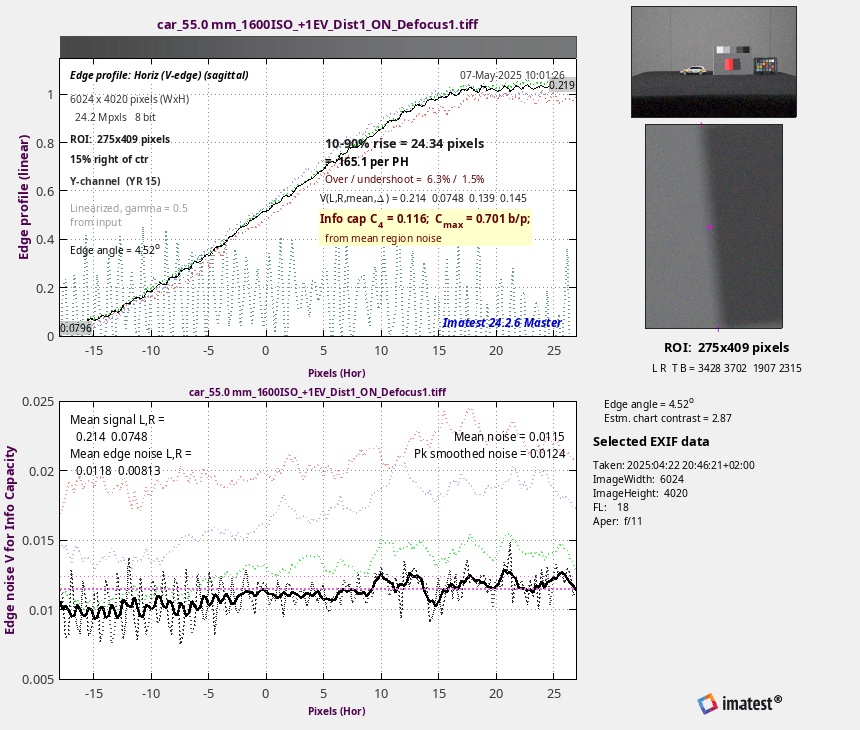 car_55.0 mm_1600ISO_+1EV_Dist1_ON_Defocus1.tiff
Edge profile: Horiz (V-edge) (sagittal)
07-May-2025 10:01:26
0.219
6024 x 4020 pixels (WxH)
24.2 Mpxls 8 bit
ROI: 275x409 pixels
15% right of ctr
Y-channel (YR 15)
Linearized, gamma = 0.5
from input
Edge angle = 4.52º
10-90% rise = 24.34 pixels
= 165.1 per PH
Over / undershoot = 6.3% / 1.5%
V(L,R,mean,Δ) = 0.214 0.0748 0.139 0.145
Info cap C4 = 0.116; Cmax = 0.701 b/p;
from mean region noise
0.0796
Imatest 24.2.6 Master
Edge profile (linear)
1
0.8
0.6
0.4
0.2
0
-15 -10 -5 0 5 10 15 20 25
Pixels (Hor)
ROI: 275x409 pixels
L R T B = 3428 3702 1907 2315
car_55.0 mm_1600ISO_+1EV_Dist1_ON_Defocus1.tiff
Mean signal L,R =
0.214 0.0748
Mean edge noise L,R =
0.0118 0.00813
Mean noise = 0.0115
Pk smoothed noise = 0.0124
Edge noise V for Info Capacity
0.025
0.02
0.015
0.01
0.005
-15 -10 -5 0 5 10 15 20 25
Pixels (Hor)
Edge angle = 4.52º
Estm. chart contrast = 2.87
Selected EXIF data
Taken: 2025:04:22 20:46:21+02:00
ImageWidth: 6024
ImageHeight: 4020
FL: 18
Aper: f/11
imatest®